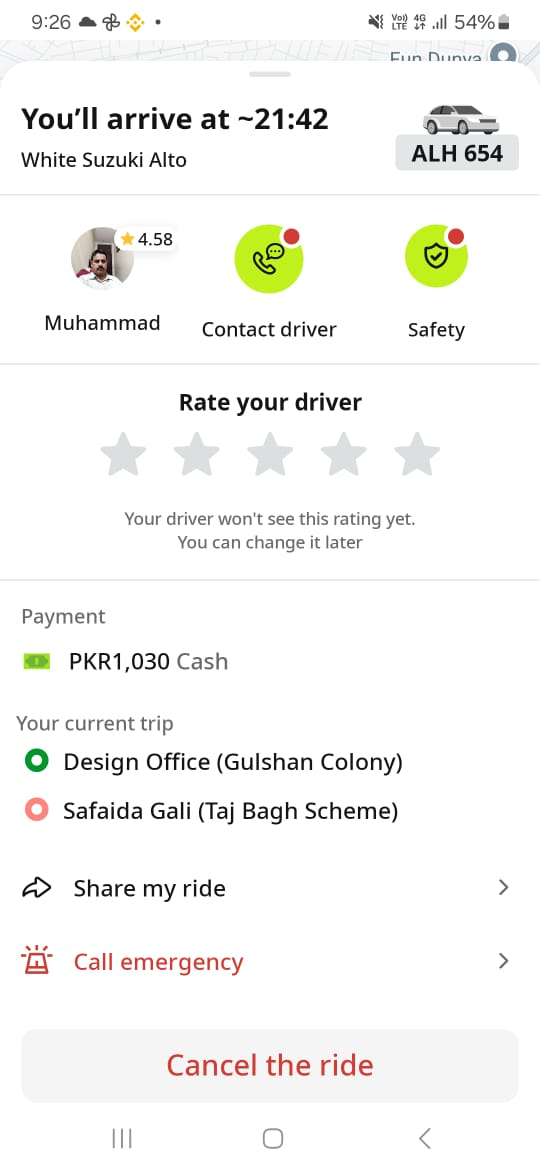 9:26
Vo)) LTE 4G 54%
Fun Dunya
You’ll arrive at ~21:42
White Suzuki Alto
ALH 654
4.58
Muhammad
Contact driver
Safety
Rate your driver
Your driver won't see this rating yet.
You can change it later
Payment
PKR1,030 Cash
Your current trip
Design Office (Gulshan Colony)
Safaida Gali (Taj Bagh Scheme)
Share my ride
Call emergency
Cancel the ride